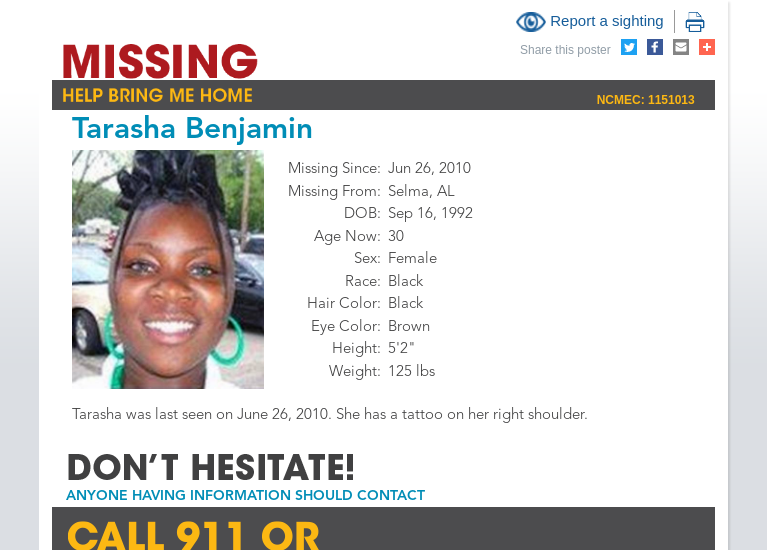 Report a sighting
Share this poster
MISSING
HELP BRING ME HOME
NCMEC: 1151013
Tarasha Benjamin
Missing Since: Jun 26, 2010
Missing From: Selma, AL
DOB: Sep 16, 1992
Age Now: 30
Sex: Female
Race: Black
Hair Color: Black
Eye Color: Brown
Height: 5'2"
Weight: 125 lbs
Tarasha was last seen on June 26, 2010. She has a tattoo on her right shoulder.
DON'T HESITATE!
ANYONE HAVING INFORMATION SHOULD CONTACT
CALL 911 OR